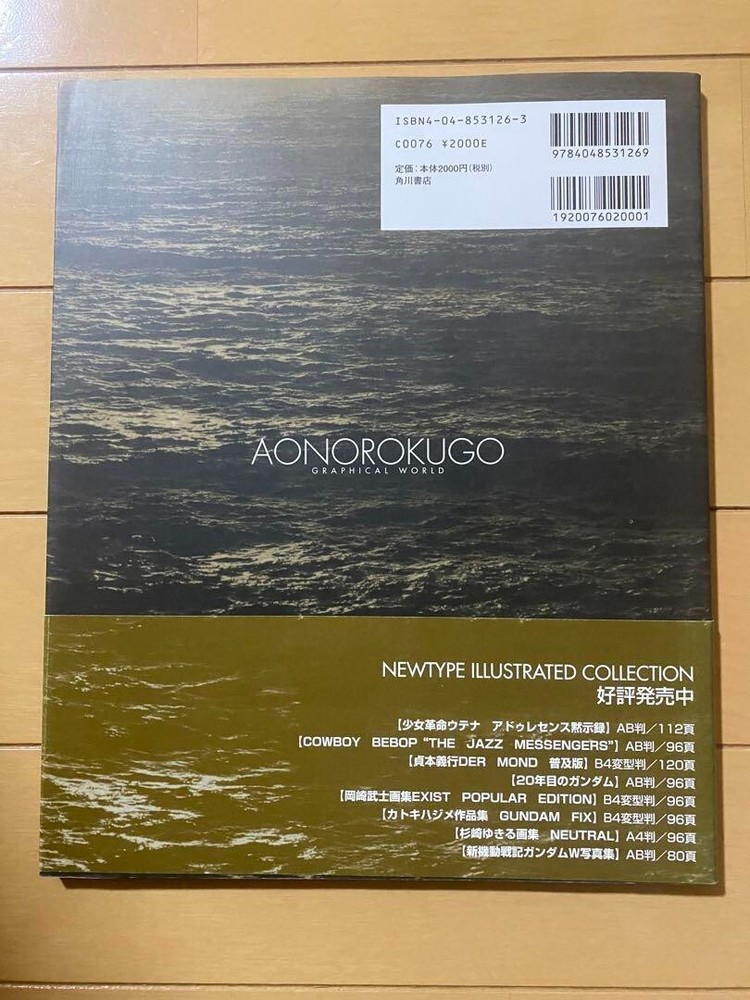 ISBN4-04-853126-3
C0076 ¥2000E
定価：本体2000円（税別）
角川書店
9784048531269
1920076020001
AONOROKUGO
GRAPHICAL WORLD
NEWTYPE ILLUSTRATED COLLECTION
好評発売中
【少女革命ウテナ　アドゥレセンス黙示録】AB判／112頁
【COWBOY BEBOP “THE JAZZ MESSENGERS”】AB判／96頁
【貞本義行DER MOND 普及版】B4変型判／120頁
【20年目のガンダム】AB判／96頁
【岡崎武士画集EXIST POPULAR EDITION】B4変型判／96頁
【カトキハジメ作品集　GUNDAM FIX】B4変型判／96頁
【杉崎ゆきる画集　NEUTRAL】A4判／96頁
【新機動戦記ガンダムW写真集】AB判／80頁